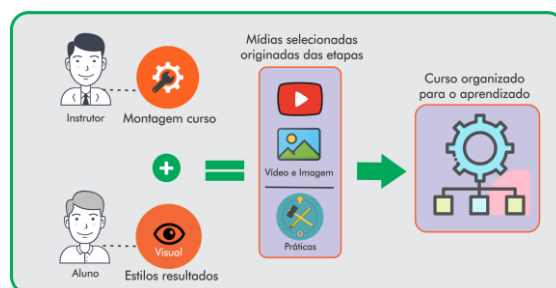 Instrutor
Montagem curso
Aluno
Visual
Estilos resultados
Mídias selecionadas
originadas das etapas
Vídeo e Imagem
Práticas
Curso organizado
para o aprendizado